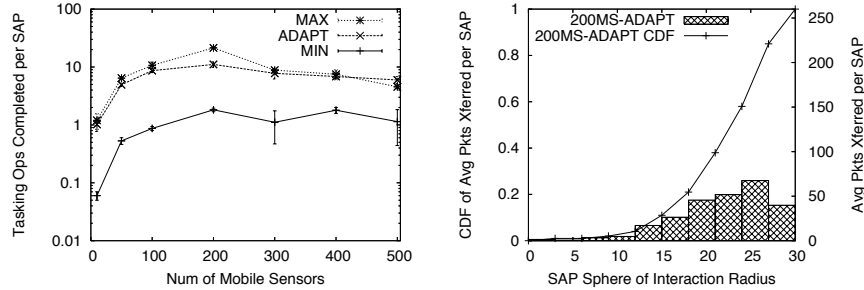 Tasking Ops Completed per SAP
100
10
1
0.1
0.01
MAX
ADAPT
MIN
0 100 200 300 400 500
Num of Mobile Sensors
CDF of Avg Pkts Xferred per SAP
1
0.8
0.6
0.4
0.2
0
200MS-ADAPT
200MS-ADAPT CDF
0 5 10 15 20 25 30
SAP Sphere of Interaction Radius
250
200
150
100
50
0
Avg Pkts Xferred per SAP